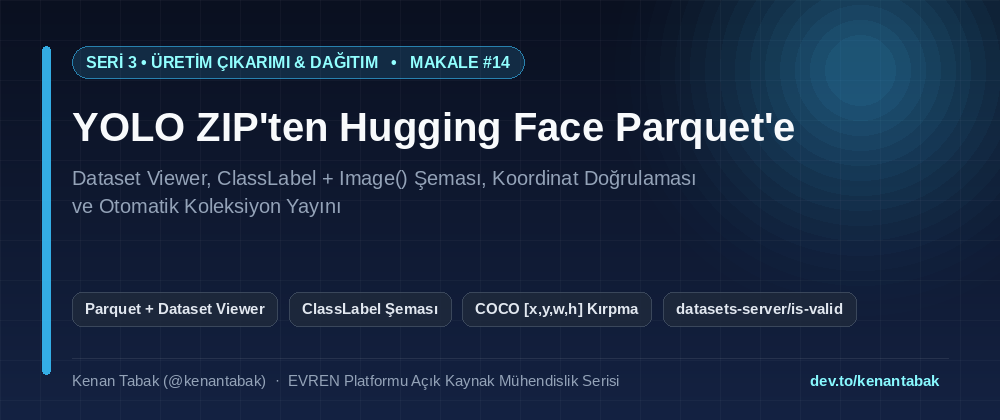 SERİ 3 • ÜRETİM ÇIKARIMI & DAĞITIM • MAKALE #14
YOLO ZIP'ten Hugging Face Parquet'e
Dataset Viewer, ClassLabel + Image() Şeması, Koordinat Doğrulaması
ve Otomatik Koleksiyon Yayını
Parquet + Dataset Viewer
ClassLabel Şeması
COCO [x,y,w,h] Kırpma
datasets-server/is-valid
Kenan Tabak (@kenantabak) · EVREN Platformu Açık Kaynak Mühendislik Serisi
dev.to/kenantabak